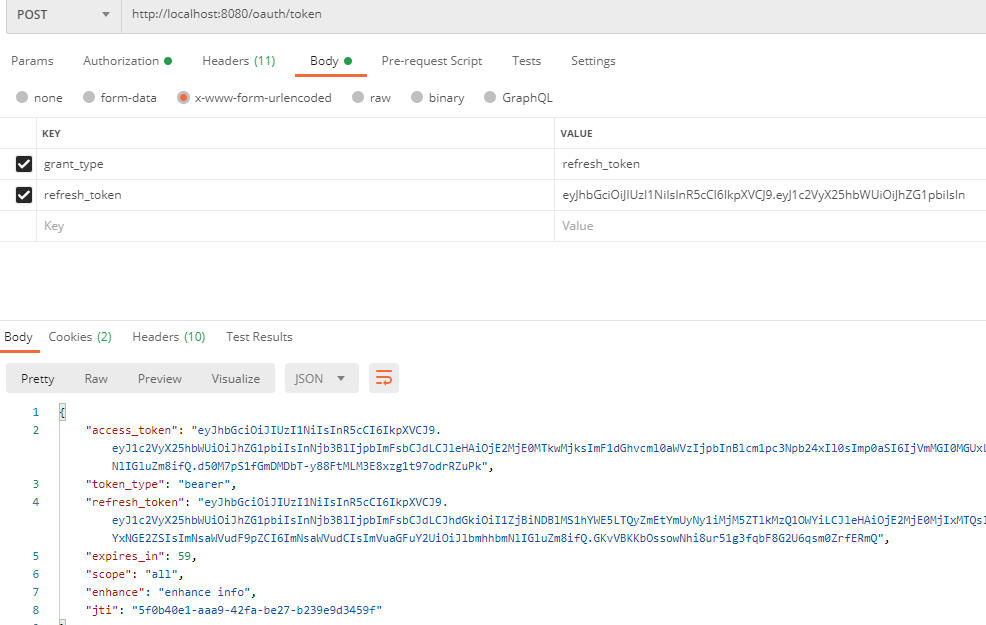 POST http://localhost:8080/oauth/token
Params Authorization Headers (11) Body Pre-request Script Tests Settings
none form-data x-www-form-urlencoded raw binary GraphQL
KEY VALUE
grant_type refresh_token
refresh_token eyJhbGciOiJIUzI1NiIsInR5cCI6IkpXVCJ9.eyJ1c2VyX25hbWUiOiJhZG1pbiIsIn
Key Value
Body Cookies (2) Headers (10) Test Results
Pretty Raw Preview Visualize JSON
1 {
2 "access_token": "eyJhbGciOiJIUzI1NiIsInR5cCI6IkpXVCJ9.
eyJ1c2VyX25hbWUiOiJhZG1pbiIsInNjb3BlIjpbImFsbCJdLCJleHAiOjE2MjE0MTkwMjksImF1dGhvcml0aWVzIjpbInBlcm1pc3Npb24xIl0sImp0aSI6IjVmMGI0MGUxL
NlIGluZm8ifQ.d50M7pS1fGmDMDbT-y88FtMLM3E8xzg1t97odrRZuPk",
3 "token_type": "bearer",
4 "refresh_token": "eyJhbGciOiJIUzI1NiIsInR5cCI6IkpXVCJ9.
eyJ1c2VyX25hbWUiOiJhZG1pbiIsInNjb3BlIjpbImFsbCJdLCJhdGkiOiI1ZjBiNDBlMS1hYWE5LTQyZmEtYmUyNy1iMjM5ZTlkMzQ1OWYiLCJleHAiOjE2MjE0MjIxMTQsI
YxNGE2ZSIsImNsaWVudF9pZCI6ImNsaWVudCIsImVuaGFuY2UiOiJlbmhhbmNlIGluZm8ifQ.GKvVBKKbOssowNhi8ur51g3fqbF8G2U6qsm0ZrfERmQ",
5 "expires_in": 59,
6 "scope": "all",
7 "enhance": "enhance info",
8 "jti": "5f0b40e1-aaa9-42fa-be27-b239e9d3459f"